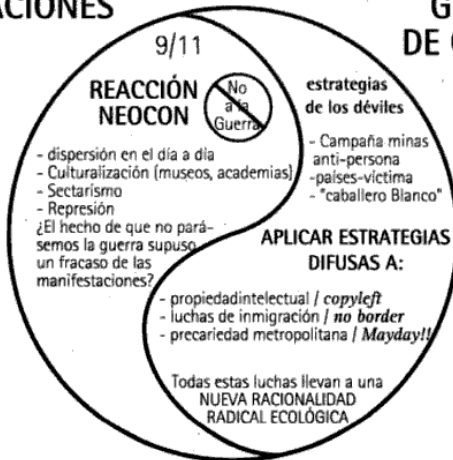 ACIONES
G
DE
9/11
REACCIÓN
NEOCON
No
a la
Guerra
- dispersión en el día a día
- Culturalización (museos, academias)
- Sectarismo
- Represión
¿El hecho de que no pará-
semos la guerra supuso
un fracaso de las
manifestaciones?
estrategias
de los déviles
- Campaña minas
anti-persona
-países-víctima
- "caballero Blanco"
APLICAR ESTRATEGIAS
DIFUSAS A:
- propiedadintelectual / copyleft
- luchas de inmigración / no border
- precariedad metropolitana / Mayday!!
Todas estas luchas llevan a una
NUEVA RACIONALIDAD
RADICAL ECOLÓGICA